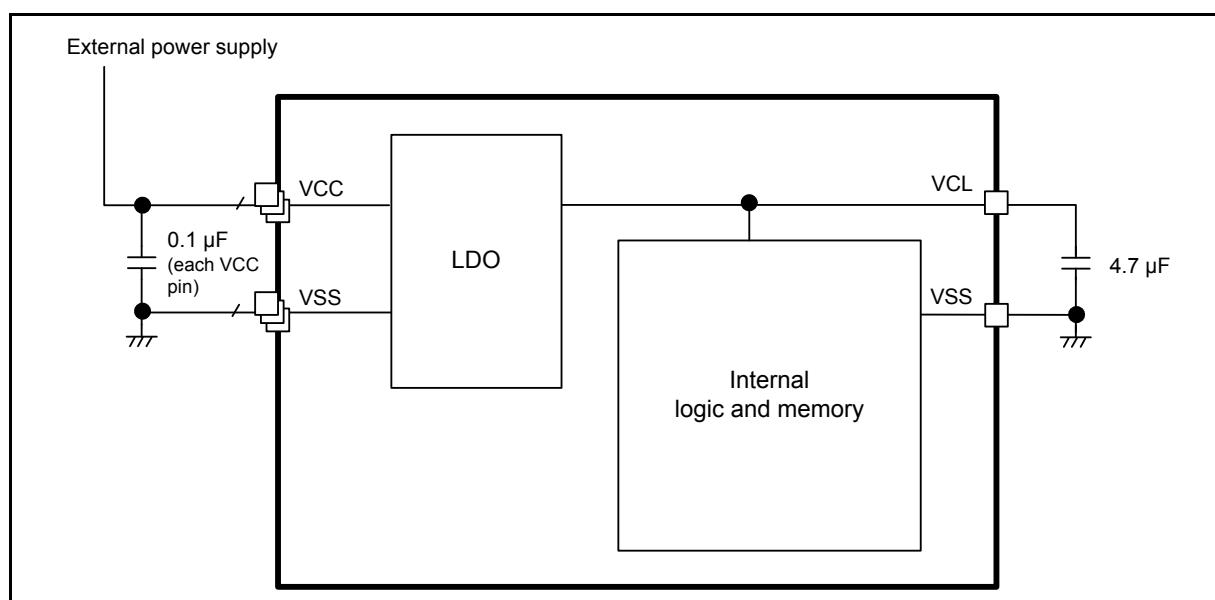 External power supply
VCC
VCL
0.1 µF
(each VCC
pin)
LDO
4.7 µF
VSS
VSS
Internal
logic and memory